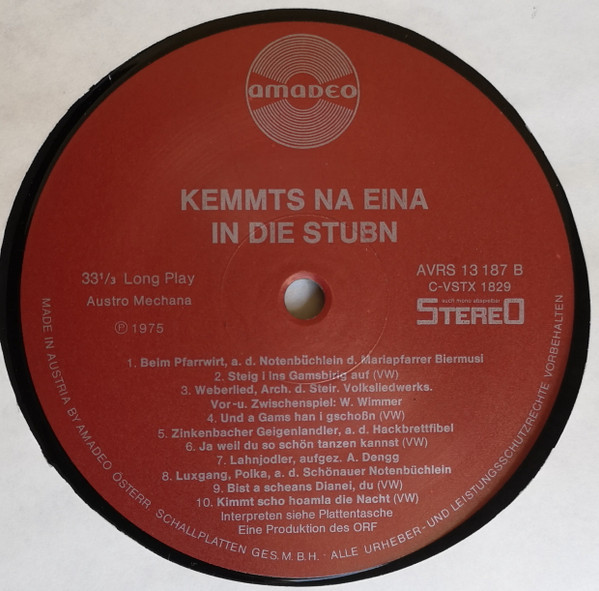 AMADEO
KEMMTS NA EINA
IN DIE STUBN
33 1/3 Long Play
Austro Mechana
Ⓟ 1975
AVRS 13 187 B
C-VSTX 1829
auch mono abspielbar
STEREO
1. Beim Pfarrwirt, a. d. Notenbüchlein d. Mariapfarrer Biermusi
2. Steig i ins Gamsbirig auf (VW)
3. Weberlied, Arch. d. Steir. Volksliedwerks.
Vor-u. Zwischenspiel: W. Wimmer
4. Und a Gams han i gschoßn (VW)
5. Zinkenbacher Geigenlandler, a. d. Hackbrettfibel
6. Ja weil du so schön tanzen kannst (VW)
7. Lahnjodler, aufgez. A. Dengg
8. Luxgang, Polka, a. d. Schönauer Notenbüchlein
9. Bist a scheans Dianei, du (VW)
10. Kimmt scho hoamla die Nacht (VW)
Interpreten siehe Plattentasche
Eine Produktion des ORF
MADE IN AUSTRIA BY AMADEO ÖSTERR. SCHALLPLATTEN GES. M. B. H. - ALLE URHEBER- UND LEISTUNGSSCHUTZRECHTE VORBEHALTEN